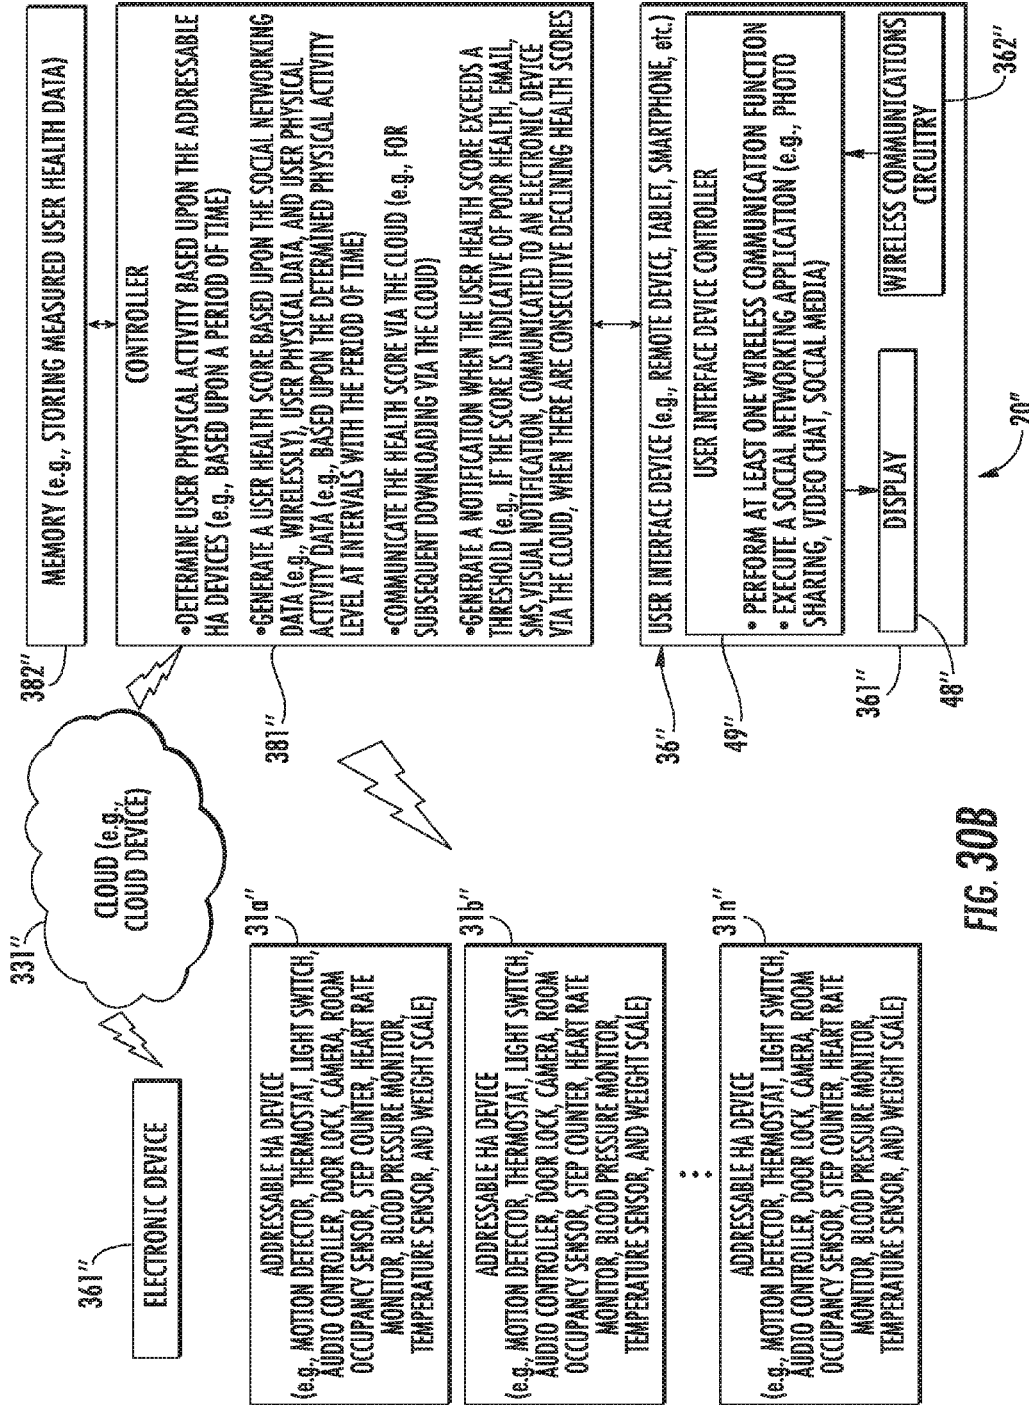 361"
ELECTRONIC DEVICE
331"
CLOUD (e.g.,
CLOUD DEVICE)
31a"
ADDRESSABLE HA DEVICE
(e.g., MOTION DETECTOR, THERMOSTAT, LIGHT SWITCH,
AUDIO CONTROLLER, DOOR LOCK, CAMERA, ROOM
OCCUPANCY SENSOR, STEP COUNTER, HEART RATE
MONITOR, BLOOD PRESSURE MONITOR,
TEMPERATURE SENSOR, AND WEIGHT SCALE)
31b"
ADDRESSABLE HA DEVICE
(e.g., MOTION DETECTOR, THERMOSTAT, LIGHT SWITCH,
AUDIO CONTROLLER, DOOR LOCK, CAMERA, ROOM
OCCUPANCY SENSOR, STEP COUNTER, HEART RATE
MONITOR, BLOOD PRESSURE MONITOR,
TEMPERATURE SENSOR, AND WEIGHT SCALE)
31n"
ADDRESSABLE HA DEVICE
(e.g., MOTION DETECTOR, THERMOSTAT, LIGHT SWITCH,
AUDIO CONTROLLER, DOOR LOCK, CAMERA, ROOM
OCCUPANCY SENSOR, STEP COUNTER, HEART RATE
MONITOR, BLOOD PRESSURE MONITOR,
TEMPERATURE SENSOR, AND WEIGHT SCALE)
382"
MEMORY (e.g., STORING MEASURED USER HEALTH DATA)
381"
CONTROLLER
•DETERMINE USER PHYSICAL ACTIVITY BASED UPON THE ADDRESSABLE
HA DEVICES (e.g., BASED UPON A PERIOD OF TIME)
•GENERATE A USER HEALTH SCORE BASED UPON THE SOCIAL NETWORKING
DATA (e.g., WIRELESSLY), USER PHYSICAL DATA, AND USER PHYSICAL
ACTIVITY DATA (e.g., BASED UPON THE DETERMINED PHYSICAL ACTIVITY
LEVEL AT INTERVALS WITH THE PERIOD OF TIME)
•COMMUNICATE THE HEALTH SCORE VIA THE CLOUD (e.g., FOR
SUBSEQUENT DOWNLOADING VIA THE CLOUD)
•GENERATE A NOTIFICATION WHEN THE USER HEALTH SCORE EXCEEDS A
THRESHOLD (e.g., IF THE SCORE IS INDICATIVE OF POOR HEALTH, EMAIL,
SMS, VISUAL NOTIFICATION, COMMUNICATED TO AN ELECTRONIC DEVICE
VIA THE CLOUD, WHEN THERE ARE CONSECUTIVE DECLINING HEALTH SCORES
36"
USER INTERFACE DEVICE (e.g., REMOTE DEVICE, TABLET, SMARTPHONE, etc.)
49"
USER INTERFACE DEVICE CONTROLLER
• PERFORM AT LEAST ONE WIRELESS COMMUNICATION FUNCTION
• EXECUTE A SOCIAL NETWORKING APPLICATION (e.g., PHOTO
SHARING, VIDEO CHAT, SOCIAL MEDIA)
361"
48"
DISPLAY
WIRELESS COMMUNICATIONS
CIRCUITRY
362"
20"
FIG. 30B